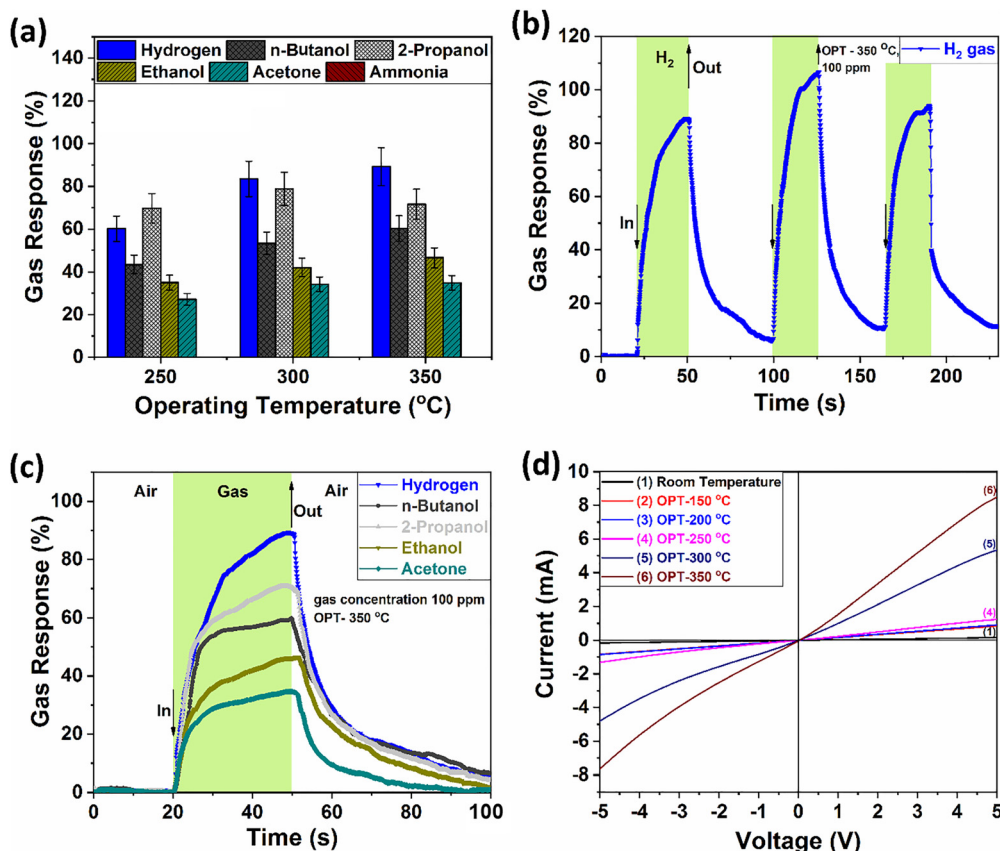 (a)
Gas Response (%)
140
120
100
80
60
40
20
0
Hydrogen n-Butanol 2-Propanol
Ethanol Acetone Ammonia
250 300 350
Operating Temperature (°C)
(b)
Gas Response (%)
120
100
80
60
40
20
0
H2
Out
OPT - 350 °C,
100 ppm
H2 gas
In
0 50 100 150 200
Time (s)
(c)
Gas Response (%)
100
80
60
40
20
0
Air Gas Air
Out
Hydrogen
n-Butanol
2-Propanol
Ethanol
Acetone
gas concentration 100 ppm
OPT- 350 °C
In
0 20 40 60 80 100
Time (s)
(d)
Current (mA)
10
8
6
4
2
0
-2
-4
-6
-8
(1) Room Temperature
(2) OPT-150 °C
(3) OPT-200 °C
(4) OPT-250 °C
(5) OPT-300 °C
(6) OPT-350 °C
(6)
(5)
(4)
(1)
-5 -4 -3 -2 -1 0 1 2 3 4 5
Voltage (V)